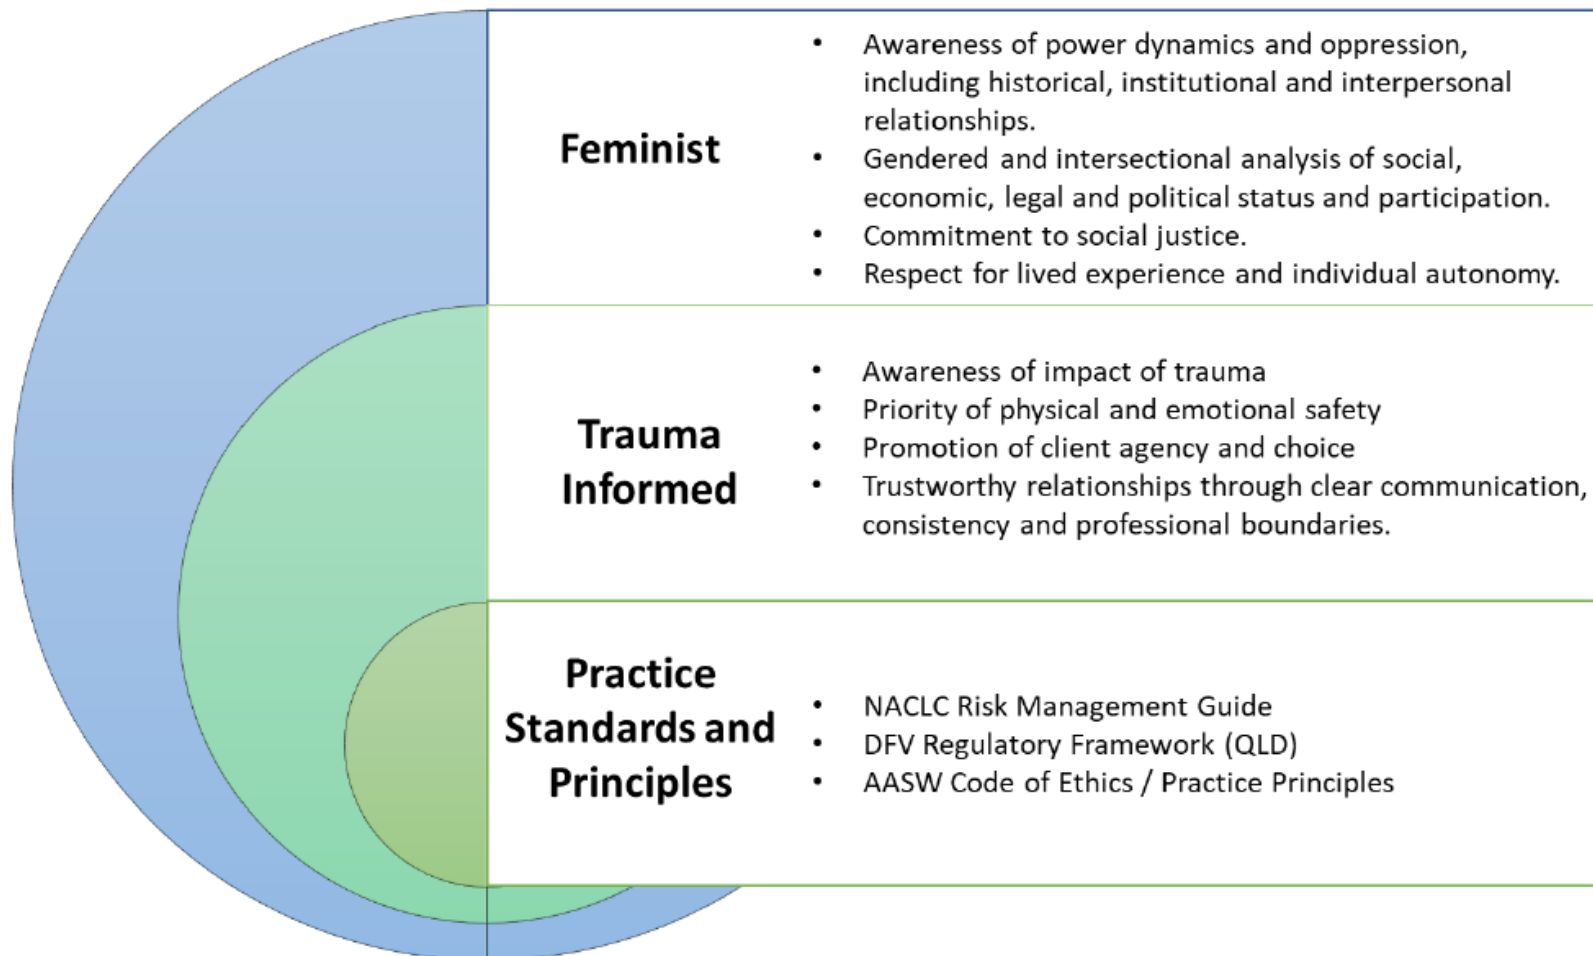 Feminist
• Awareness of power dynamics and oppression,
including historical, institutional and interpersonal
relationships.
• Gendered and intersectional analysis of social,
economic, legal and political status and participation.
• Commitment to social justice.
• Respect for lived experience and individual autonomy.
Trauma
Informed
• Awareness of impact of trauma
• Priority of physical and emotional safety
• Promotion of client agency and choice
• Trustworthy relationships through clear communication,
consistency and professional boundaries.
Practice
Standards and
Principles
• NACLC Risk Management Guide
• DFV Regulatory Framework (QLD)
• AASW Code of Ethics / Practice Principles